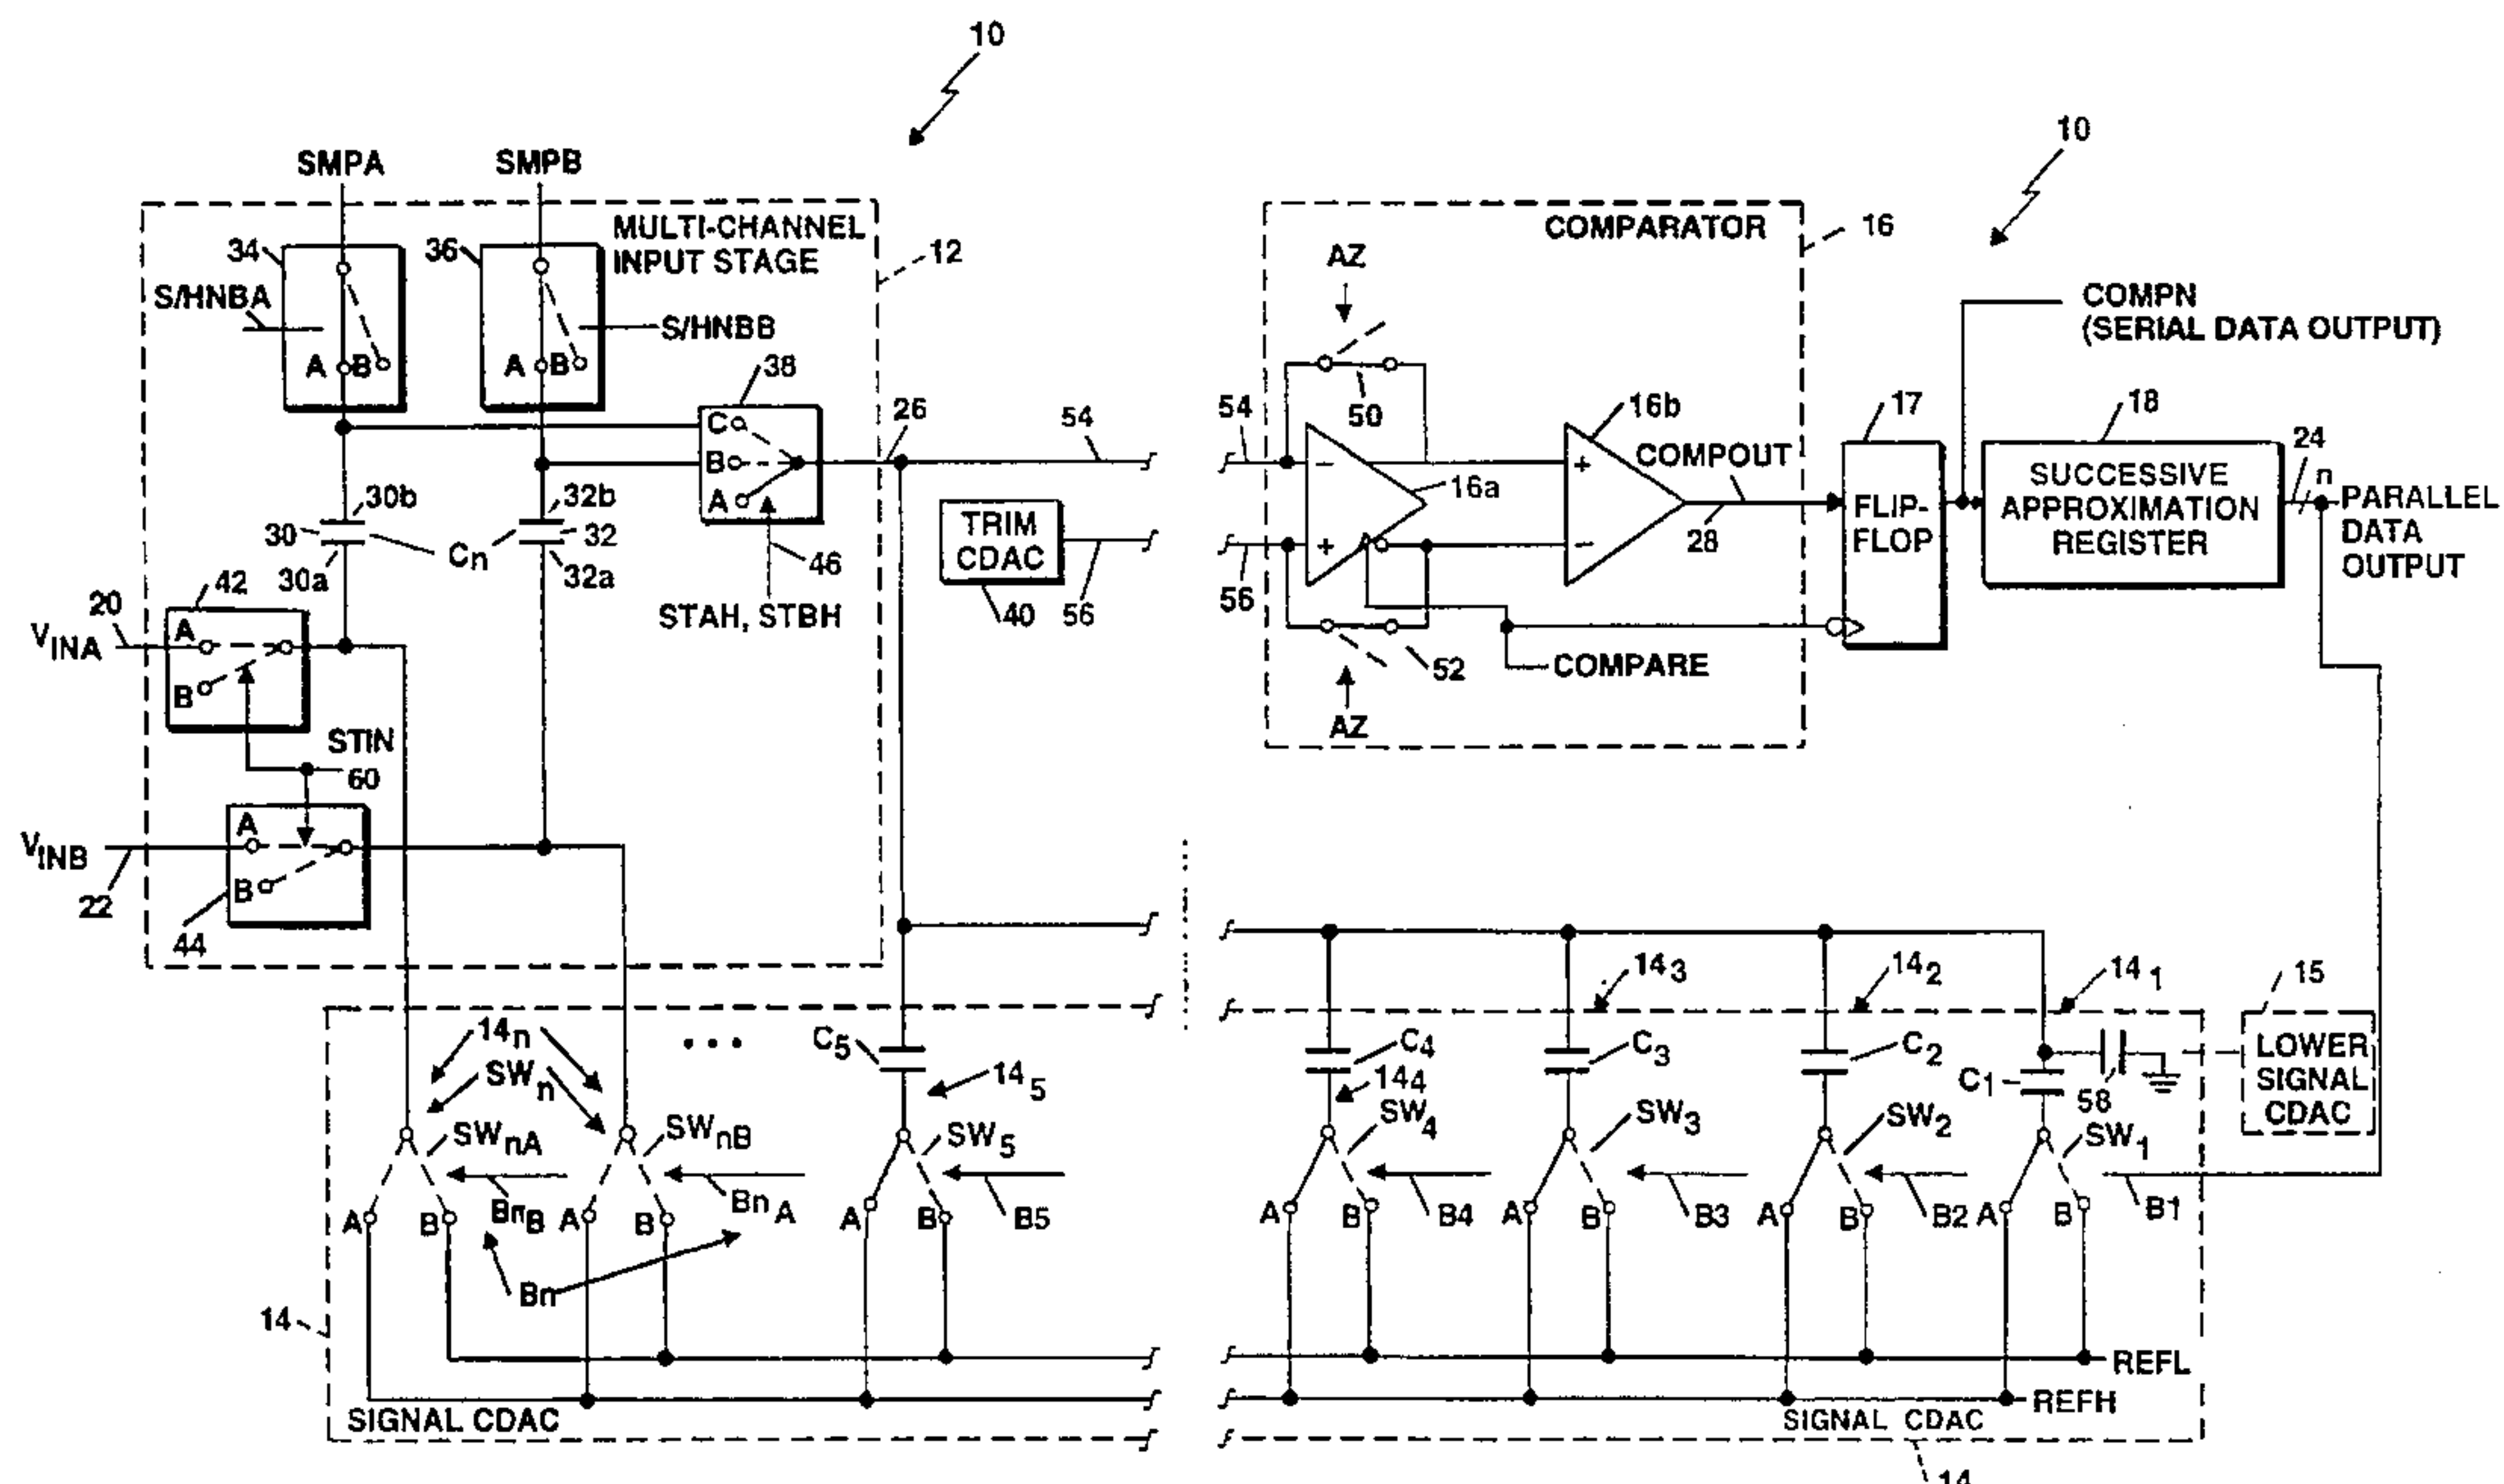 10
10
SMPA
SMPB
MULTI-CHANNEL
INPUT STAGE
12
34
36
S/HNBA
S/HNBB
A
B
A
B
38
C
B
A
26
54
30b
30
30a
Cn
32b
32
32a
46
STAH, STBH
TRIM
CDAC
40
56
42
20
VINA
A
B
STIN
60
VINB
22
A
B
44
COMPARATOR
16
AZ
50
54
56
−
+
16a
16b
+
−
COMPOUT
28
52
AZ
COMPARE
17
FLIP-
FLOP
COMPN
(SERIAL DATA OUTPUT)
18
SUCCESSIVE
APPROXIMATION
REGISTER
24
n
PARALLEL
DATA
OUTPUT
14n
SWn
SWnA
SWnB
C5
145
SW5
A
B
BnB
A
B
BnA
A
B
B5
Bn
14
SIGNAL CDAC
143
142
141
15
C4
144
SW4
C3
SW3
C2
SW2
C1
58
SW1
LOWER
SIGNAL
CDAC
A
B
B4
A
B
B3
A
B
B2
A
B
B1
REFL
REFH
SIGNAL CDAC
14